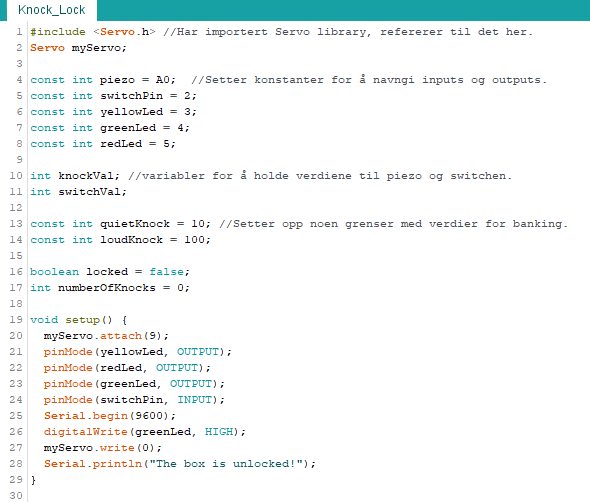 Knock_Lock
1 #include <Servo.h> //Har importert Servo library, refererer til det her.
2 Servo myServo;
3
4 const int piezo = A0;  //Setter konstanter for å navngi inputs og outputs.
5 const int switchPin = 2;
6 const int yellowLed = 3;
7 const int greenLed = 4;
8 const int redLed = 5;
9
10 int knockVal; //variabler for å holde verdiene til piezo og switchen.
11 int switchVal;
12
13 const int quietKnock = 10; //Setter opp noen grenser med verdier for banking.
14 const int loudKnock = 100;
15
16 boolean locked = false;
17 int numberOfKnocks = 0;
18
19 void setup() {
20   myServo.attach(9);
21   pinMode(yellowLed, OUTPUT);
22   pinMode(redLed, OUTPUT);
23   pinMode(greenLed, OUTPUT);
24   pinMode(switchPin, INPUT);
25   Serial.begin(9600);
26   digitalWrite(greenLed, HIGH);
27   myServo.write(0);
28   Serial.println("The box is unlocked!");
29 }
30